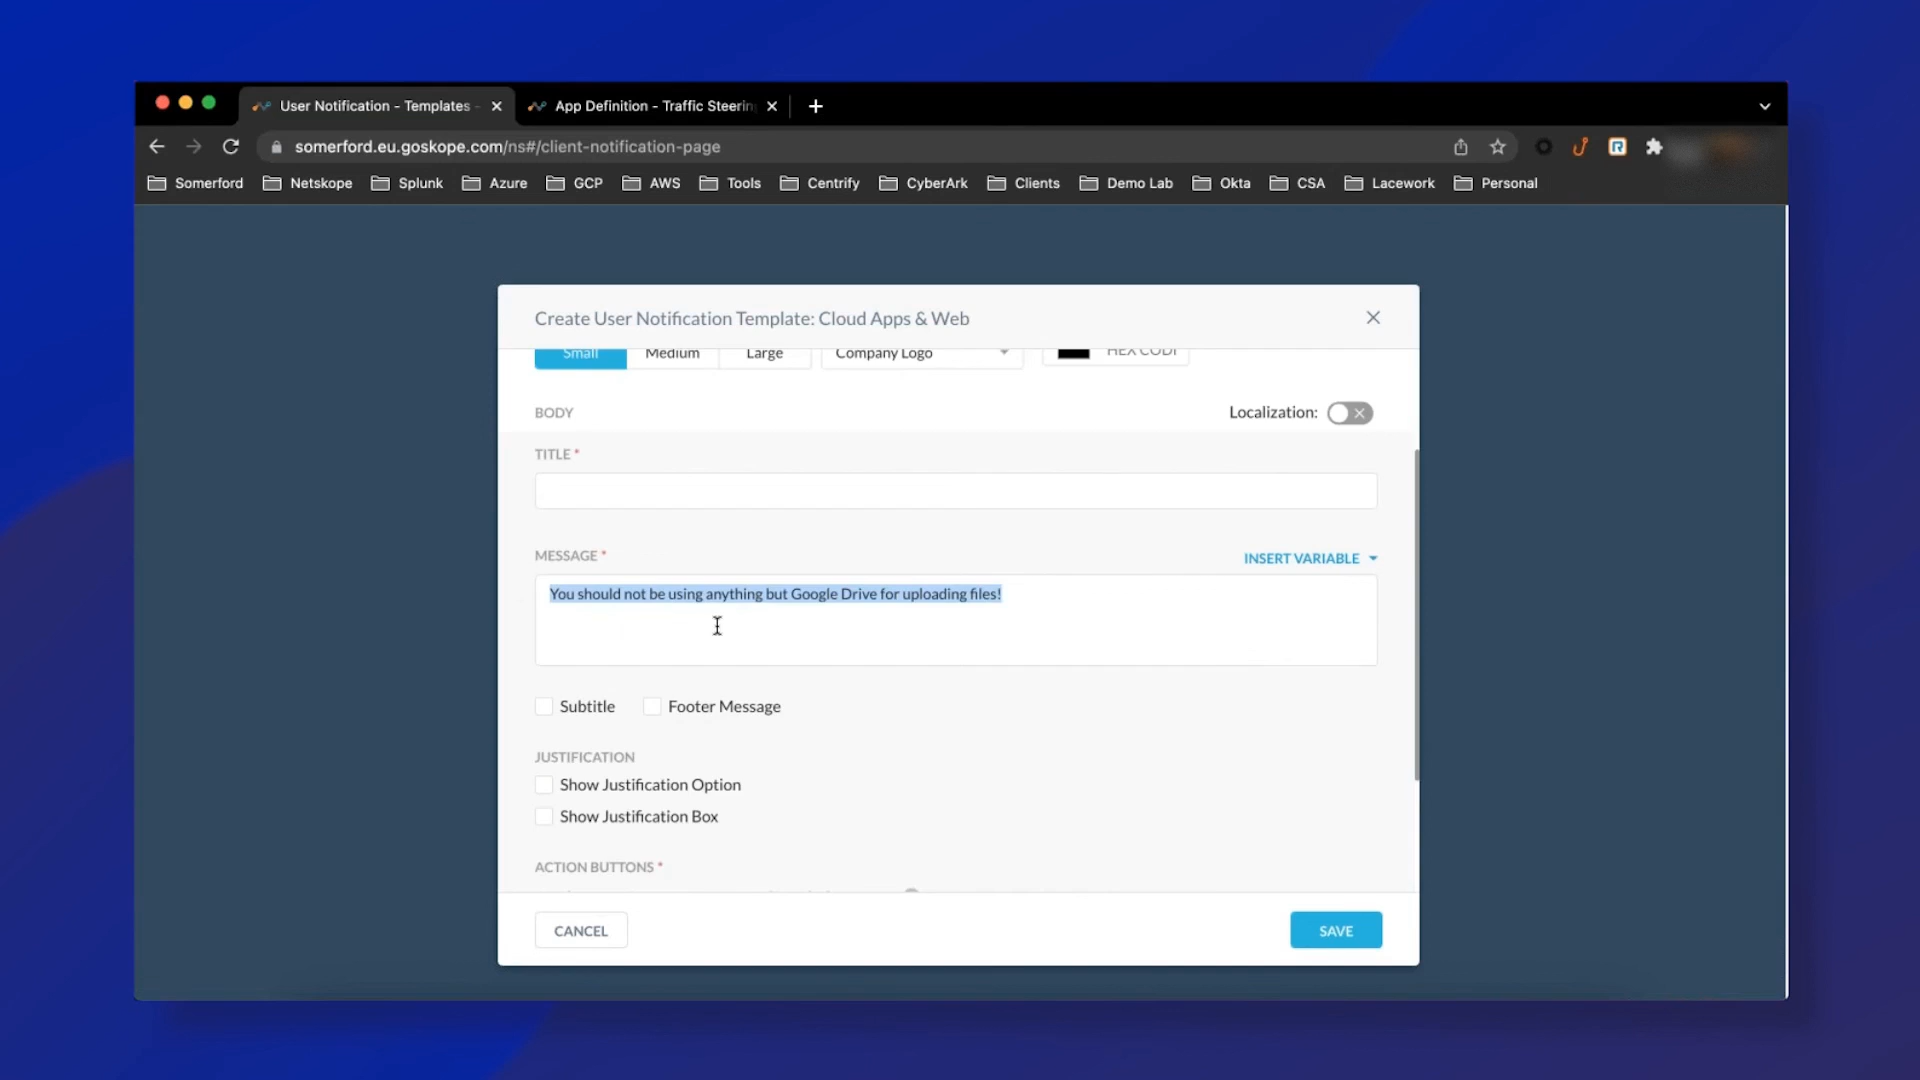 User Notification - Templates -
App Definition - Traffic Steerin
somerford.eu.goskope.com/ns#/client-notification-page
Somerford Netskope Splunk Azure GCP AWS Tools Centrify CyberArk Clients Demo Lab Okta CSA Lacework Personal
Create User Notification Template: Cloud Apps & Web
Small Medium Large Company Logo HEX CODE
BODY Localization:
TITLE *
MESSAGE * INSERT VARIABLE
You should not be using anything but Google Drive for uploading files!
Subtitle Footer Message
JUSTIFICATION
Show Justification Option
Show Justification Box
ACTION BUTTONS *
CANCEL SAVE